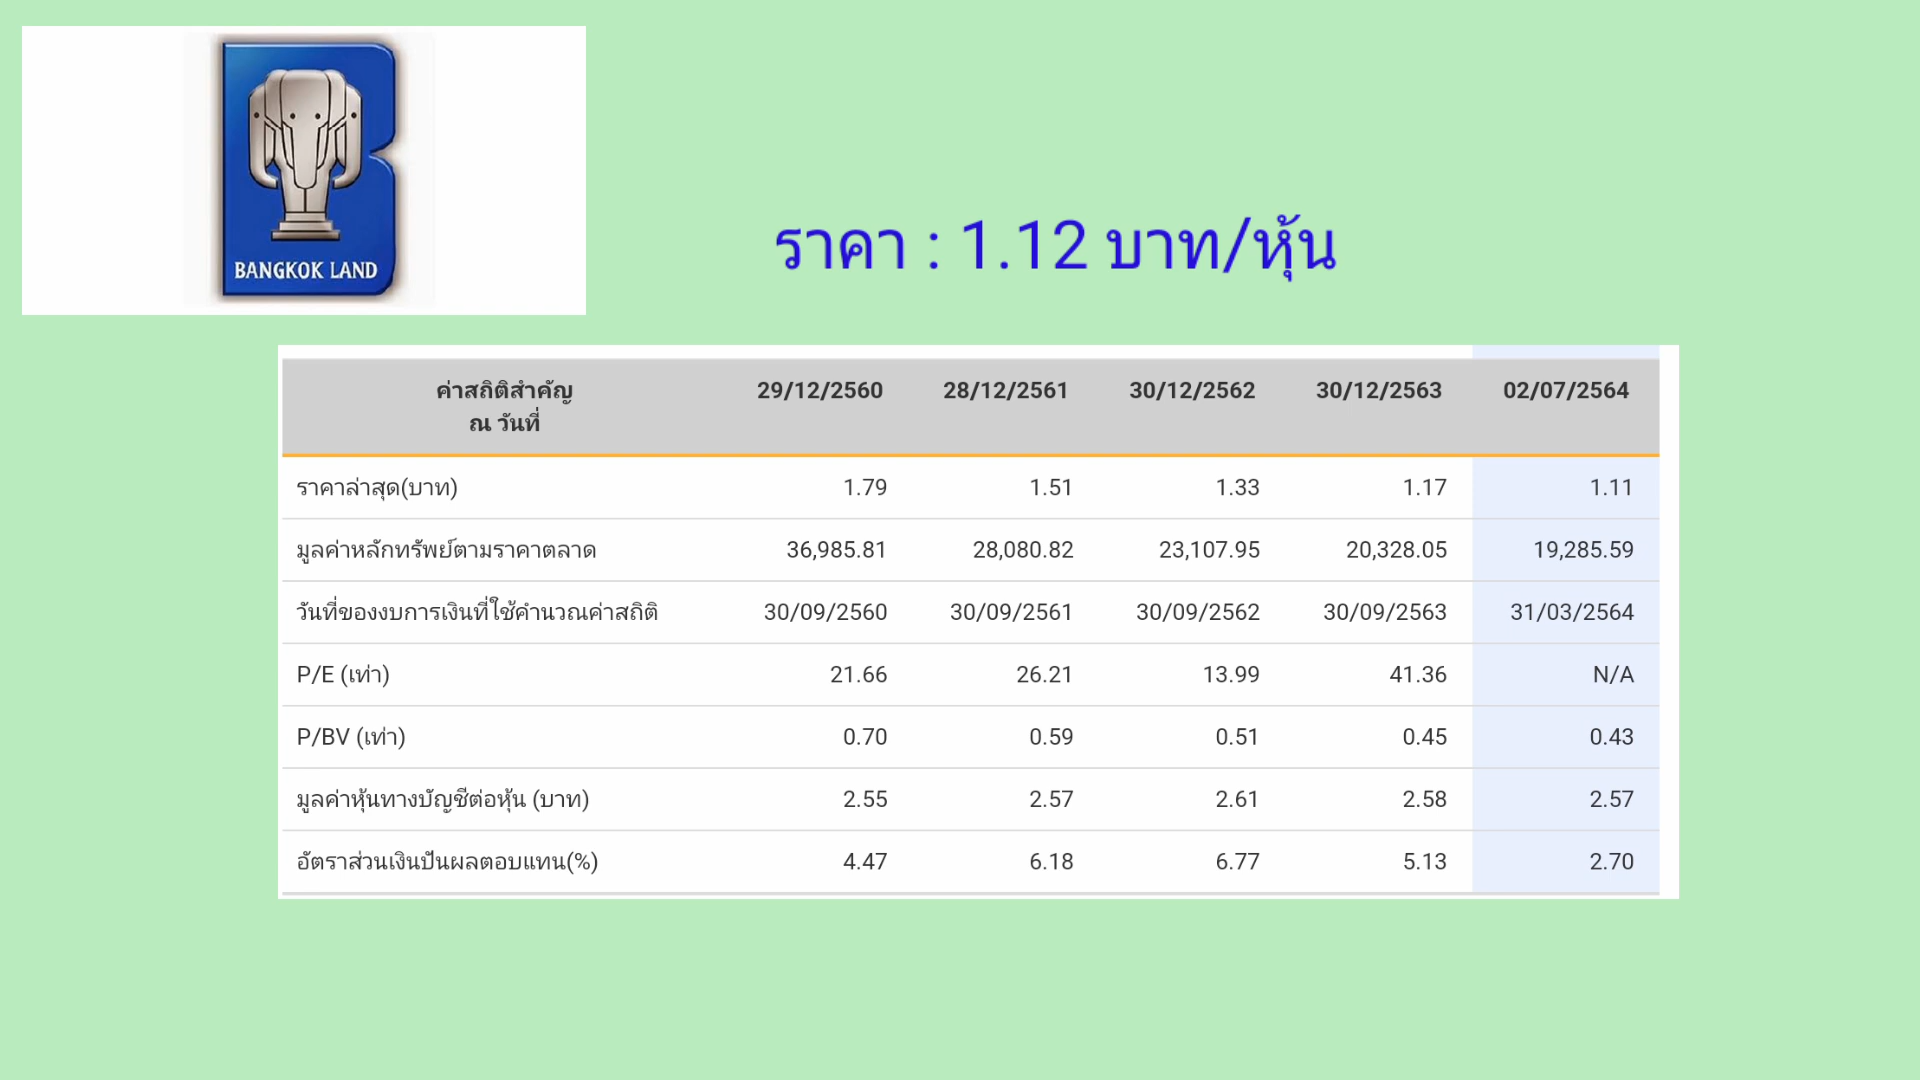 BANGKOK LAND
ราคา : 1.12 บาท/หุ้น
ค่าสถิติสำคัญ 29/12/2560 28/12/2561 30/12/2562 30/12/2563 02/07/2564
ณ วันที่
ราคาล่าสุด(บาท) 1.79 1.51 1.33 1.17 1.11
มูลค่าหลักทรัพย์ตามราคาตลาด 36,985.81 28,080.82 23,107.95 20,328.05 19,285.59
วันที่ของงบการเงินที่ใช้คำนวณค่าสถิติ 30/09/2560 30/09/2561 30/09/2562 30/09/2563 31/03/2564
P/E (เท่า) 21.66 26.21 13.99 41.36 N/A
P/BV (เท่า) 0.70 0.59 0.51 0.45 0.43
มูลค่าหุ้นทางบัญชีต่อหุ้น (บาท) 2.55 2.57 2.61 2.58 2.57
อัตราส่วนเงินปันผลตอบแทน(%) 4.47 6.18 6.77 5.13 2.70